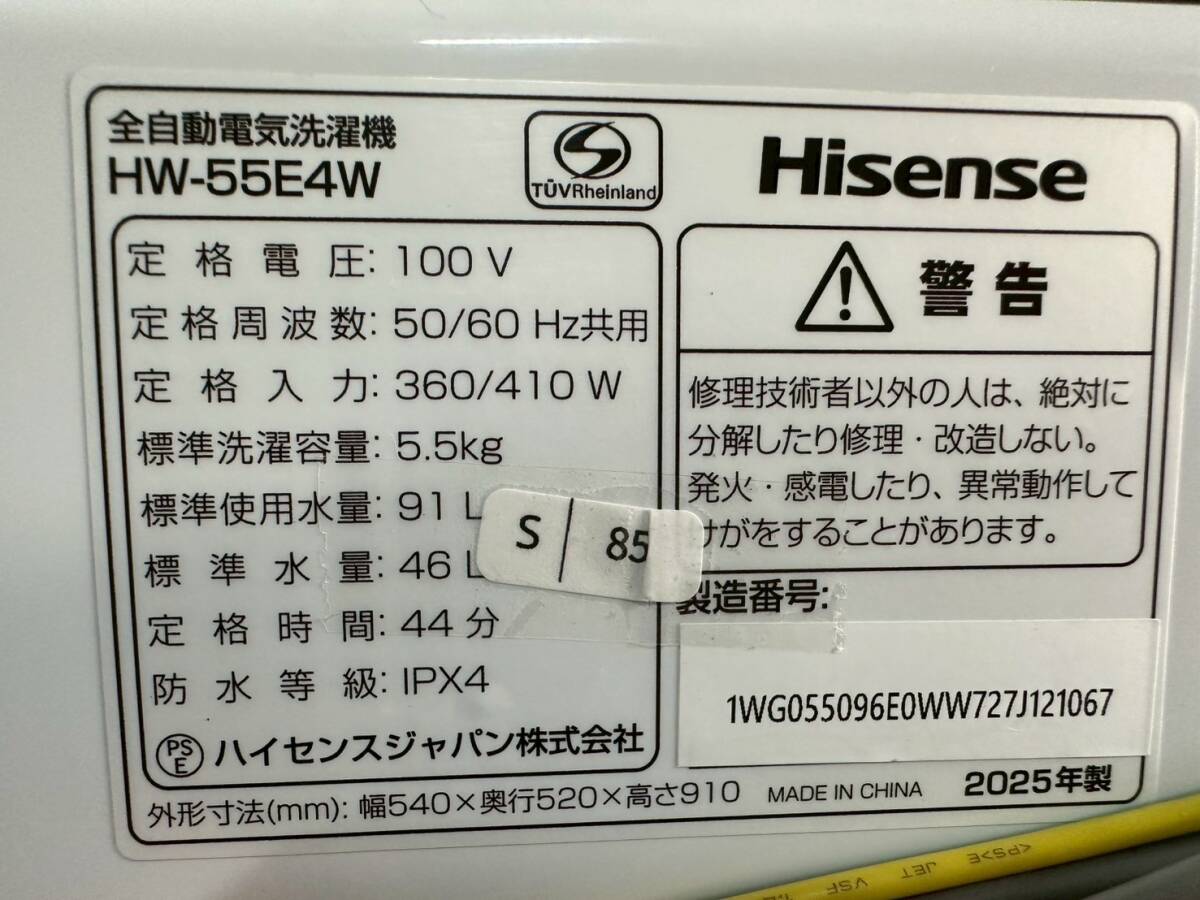 全自動電気洗濯機
HW-55E4W
TÜVRheinland
Hisense
定格電圧: 100 V
定格周波数: 50/60 Hz共用
定格入力: 360/410 W
標準洗濯容量: 5.5kg
標準使用水量: 91 L
標準水量: 46 L
定格時間: 44 分
防水等級: IPX4
PS
E
ハイセンスジャパン株式会社
外形寸法(mm): 幅540×奥行520×高さ910
S / 85
警告
修理技術者以外の人は、絶対に
分解したり修理・改造しない。
発火・感電したり、異常動作して
けがをすることがあります。
製造番号:
1WG055096E0WW727J121067
MADE IN CHINA
2025年製
<PS>E JET VSF